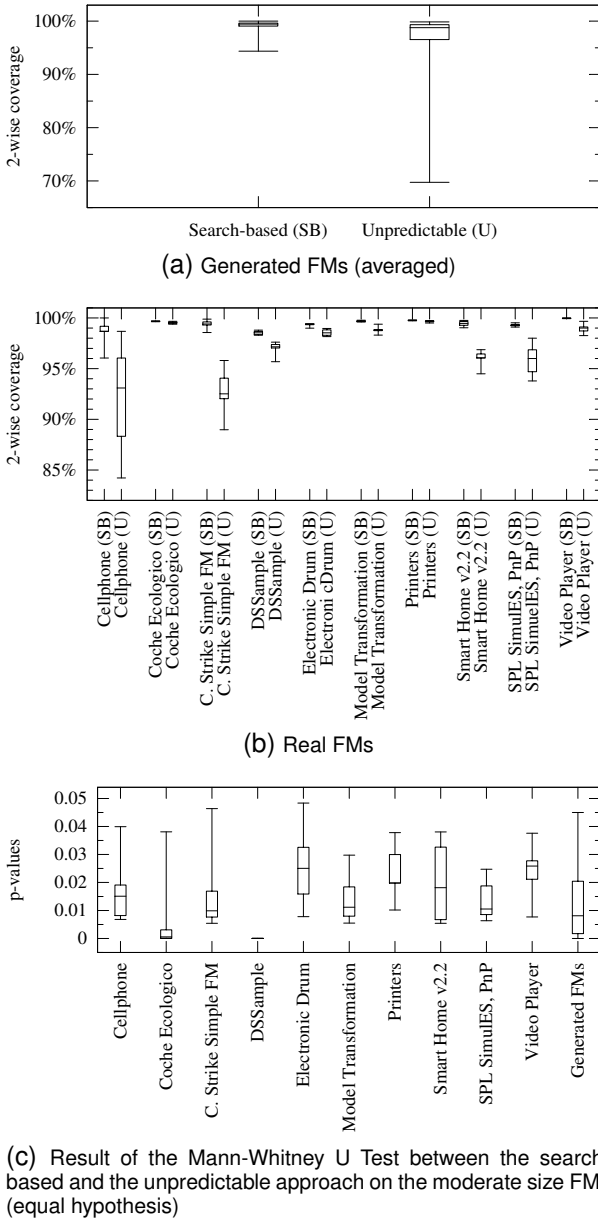 100%
90%
80%
70%
2-wise coverage
Search-based (SB)
Unpredictable (U)
(a) Generated FMs (averaged)
100%
95%
90%
85%
2-wise coverage
Cellphone (SB)
Cellphone (U)
Coche Ecologico (SB)
Coche Ecologico (U)
C. Strike Simple FM (SB)
C. Strike Simple FM (U)
DSSample (SB)
DSSample (U)
Electronic Drum (SB)
Electroni cDrum (U)
Model Transformation (SB)
Model Transformation (U)
Printers (SB)
Printers (U)
Smart Home v2.2 (SB)
Smart Home v2.2 (U)
SPL SimulES, PnP (SB)
SPL SimuelES, PnP (U)
Video Player (SB)
Video Player (U)
(b) Real FMs
0.05
0.04
0.03
0.02
0.01
0
p-values
Cellphone
Coche Ecologico
C. Strike Simple FM
DSSample
Electronic Drum
Model Transformation
Printers
Smart Home v2.2
SPL SimulES, PnP
Video Player
Generated FMs
(c) Result of the Mann-Whitney U Test between the search
based and the unpredictable approach on the moderate size FM
(equal hypothesis)